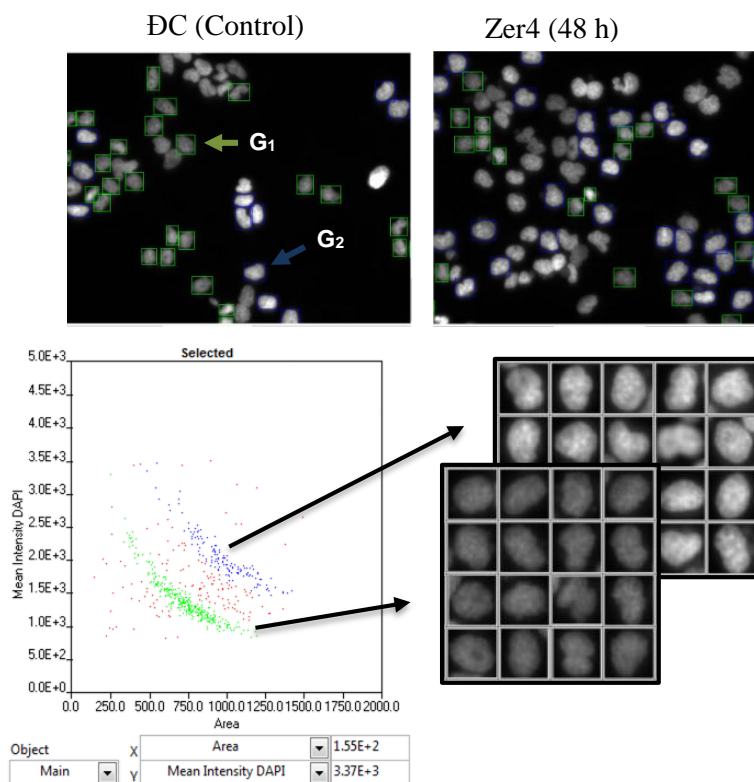 ĐC (Control)
Zer4 (48 h)
G₁
G₂
Selected
5.0E+3
4.5E+3
4.0E+3
3.5E+3
3.0E+3
2.5E+3
2.0E+3
1.5E+3
1.0E+3
5.0E+2
0.0E+0
Mean Intensity DAPI
0.0 250.0 500.0 750.0 1000.0 1250.0 1500.0 1750.0 2000.0
Area
Object X Area 1.55E+2
Main Y Mean Intensity DAPI 3.37E+3